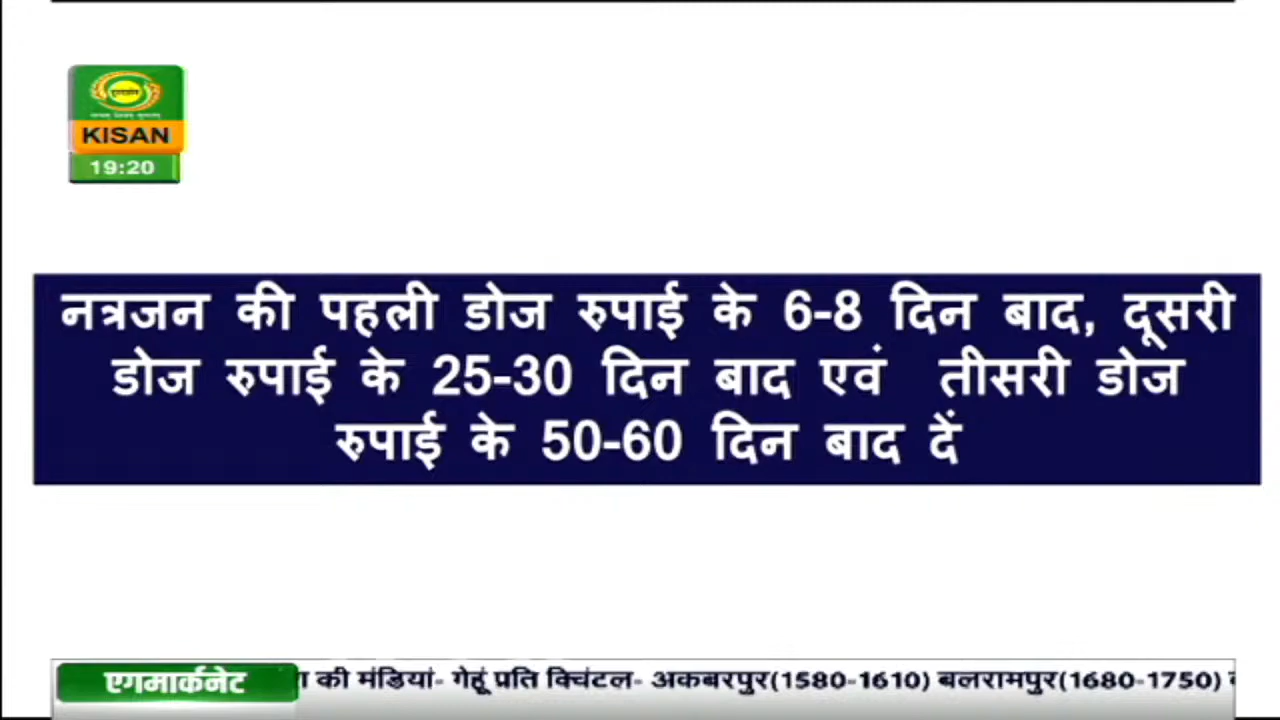 KISAN
19:20
नत्रजन की पहली डोज रुपाई के 6-8 दिन बाद, दूसरी
डोज रुपाई के 25-30 दिन बाद एवं तीसरी डोज
रुपाई के 50-60 दिन बाद दें
एगमार्कनेट की मंडियां- गेहूं प्रति क्विंटल- अकबरपुर(1580-1610) बलरामपुर(1680-1750)